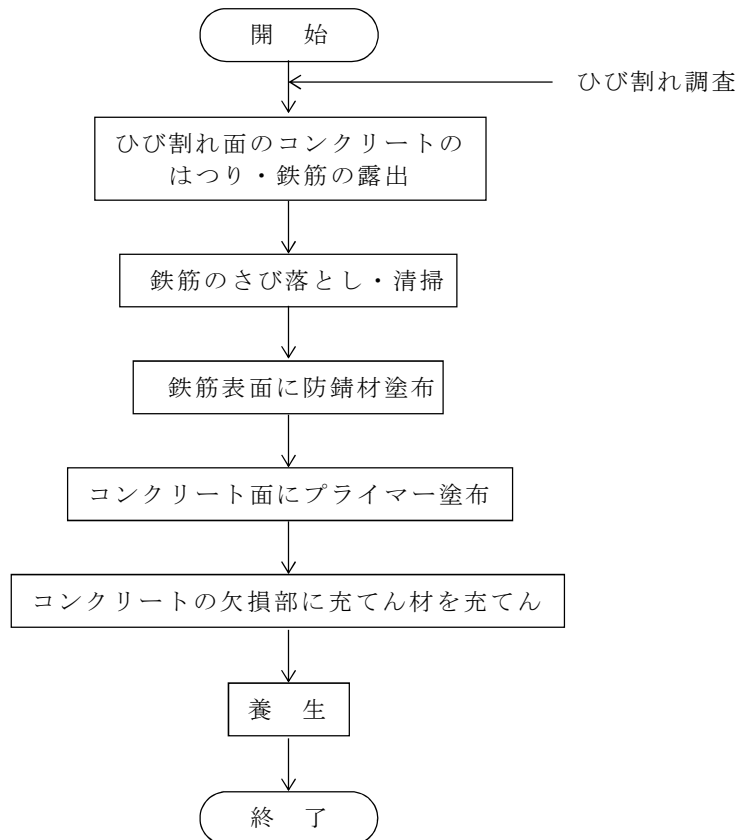 開　始
ひび割れ調査
ひび割れ面のコンクリートの
はつり・鉄筋の露出
鉄筋のさび落とし・清掃
鉄筋表面に防錆材塗布
コンクリート面にプライマー塗布
コンクリートの欠損部に充てん材を充てん
養　生
終　了